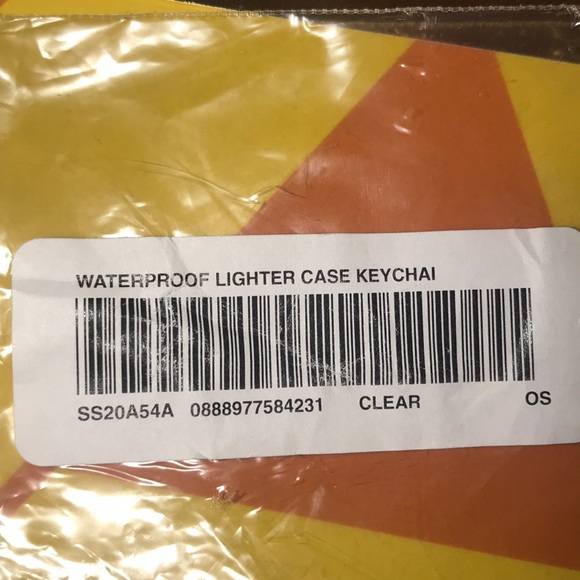 WATERPROOF LIGHTER CASE KEYCHAI
SS20A54A 0888977584231 CLEAR OS